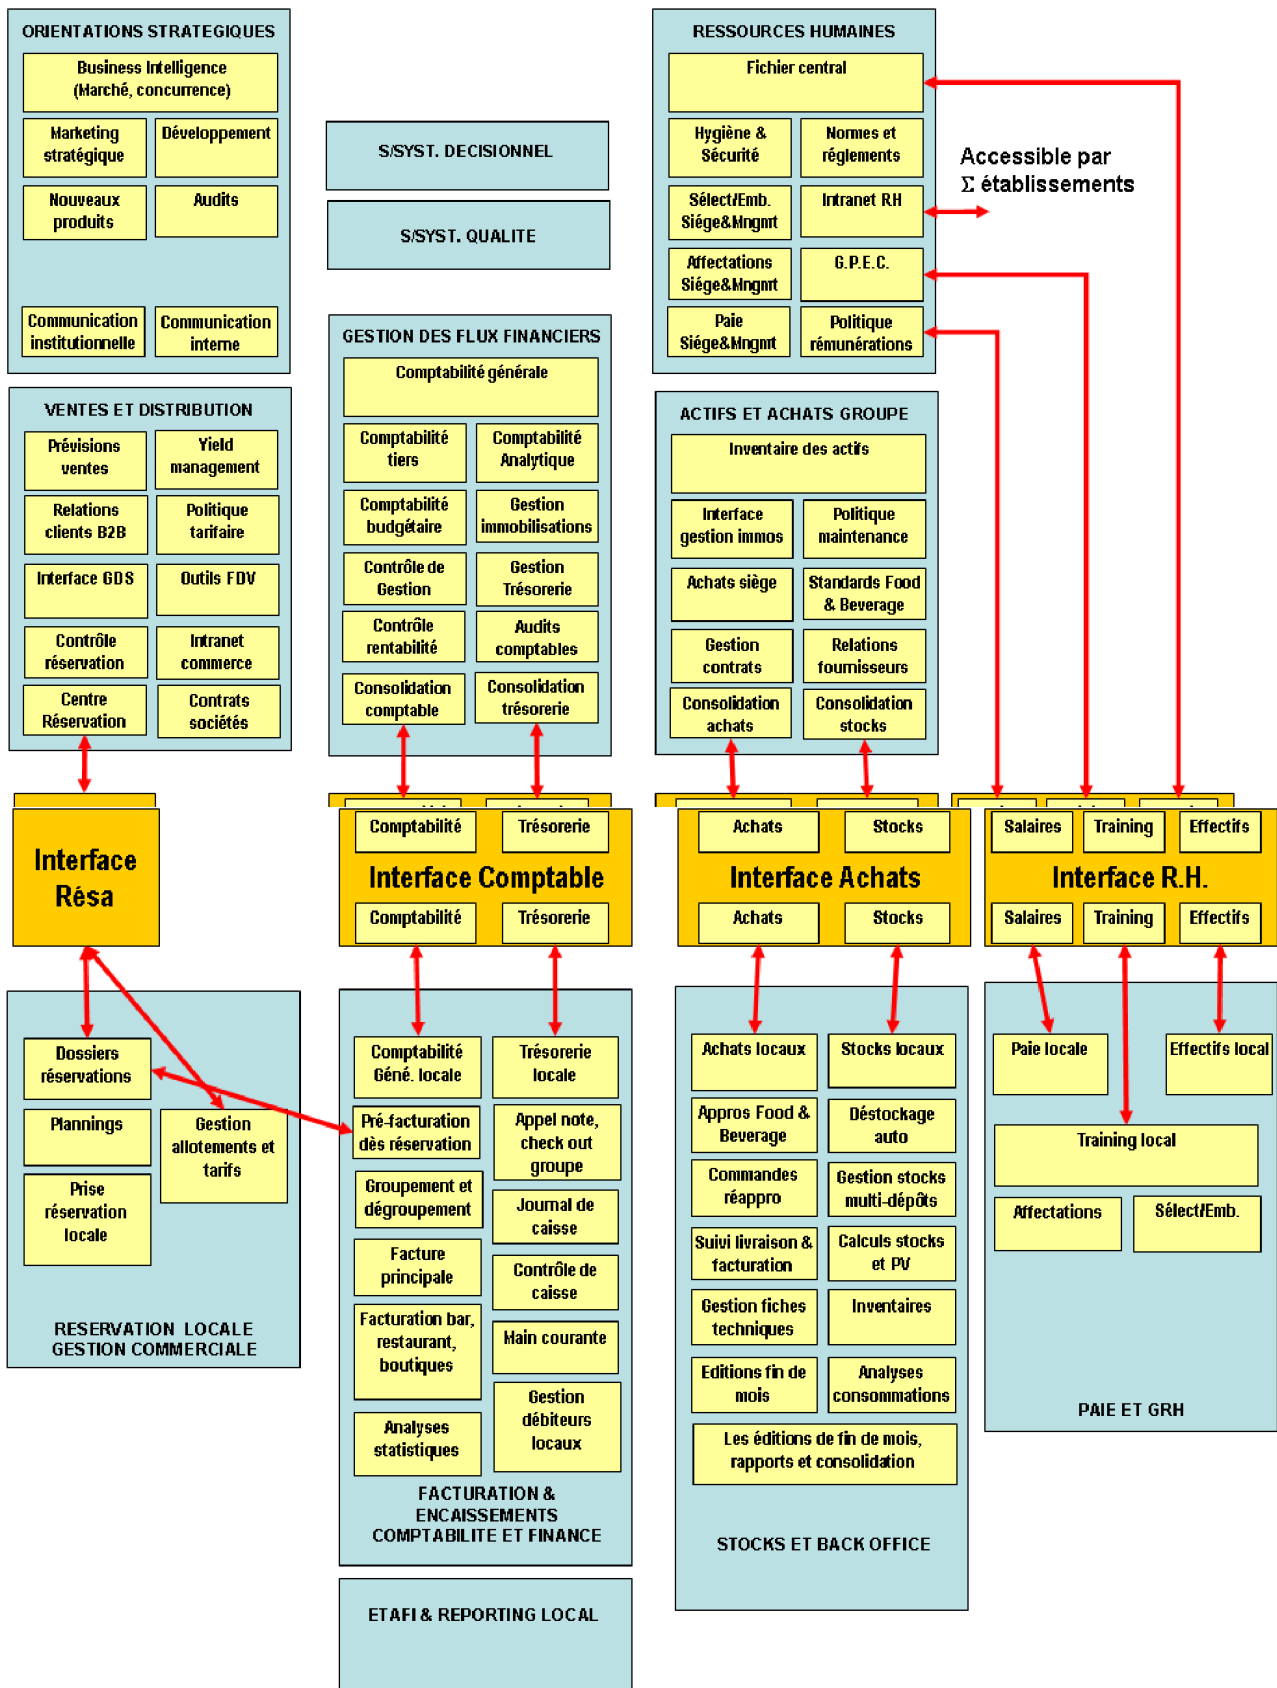 ORIENTATIONS STRATEGIQUES
Business Intelligence
(Marché, concurrence)
Marketing
stratégique
Développement
Nouveaux
produits
Audits
Communication
institutionnelle
Communication
interne
S/SYST. DECISIONNEL
S/SYST. QUALITE
RESSOURCES HUMAINES
Fichier central
Hygiène &
Sécurité
Normes et
réglements
Sélect/Emb.
Siége&Mngmt
Intranet RH
Affectations
Siége&Mngmt
G.P.E.C.
Paie
Siége&Mngmt
Politique
rémunérations
Accessible par
Σ établissements
VENTES ET DISTRIBUTION
Prévisions
ventes
Yield
management
Relations
clients B2B
Politique
tarifaire
Interface GDS
Outils FDV
Contrôle
réservation
Intranet
commerce
Centre
Réservation
Contrats
sociétés
GESTION DES FLUX FINANCIERS
Comptabilité générale
Comptabilité
tiers
Comptabilité
Analytique
Comptabilité
budgétaire
Gestion
immobilisations
Contrôle de
Gestion
Gestion
Trésorerie
Contrôle
rentabilité
Audits
comptables
Consolidation
comptable
Consolidation
trésorerie
ACTIFS ET ACHATS GROUPE
Inventaire des actifs
Interface
gestion immos
Politique
maintenance
Achats siège
Standards Food
& Beverage
Gestion
contrats
Relations
fournisseurs
Consolidation
achats
Consolidation
stocks
Interface
Résa
Comptabilité
Trésorerie
Interface Comptable
Comptabilité
Trésorerie
Achats
Stocks
Interface Achats
Achats
Stocks
Salaires
Training
Effectifs
Interface R.H.
Salaires
Training
Effectifs
Dossiers
réservations
Plannings
Gestion
allotements et
tarifs
Prise
réservation
locale
RESERVATION LOCALE
GESTION COMMERCIALE
Comptabilité
Géné. locale
Trésorerie
locale
Pré-facturation
dès réservation
Appel note,
check out
groupe
Groupement et
dégroupement
Journal de
caisse
Facture
principale
Contrôle de
caisse
Facturation bar,
restaurant,
boutiques
Main courante
Analyses
statistiques
Gestion
débiteurs
locaux
FACTURATION &
ENCAISSEMENTS
COMPTABILITE ET FINANCE
ETAFI & REPORTING LOCAL
Achats locaux
Stocks locaux
Appros Food &
Beverage
Déstockage
auto
Commandes
réappro
Gestion stocks
multi-dépôts
Suivi livraison &
facturation
Calculs stocks
et PV
Gestion fiches
techniques
Inventaires
Editions fin de
mois
Analyses
consommations
Les éditions de fin de mois,
rapports et consolidation
STOCKS ET BACK OFFICE
Paie locale
Effectifs local
Training local
Affectations
Sélect/Emb.
PAIE ET GRH